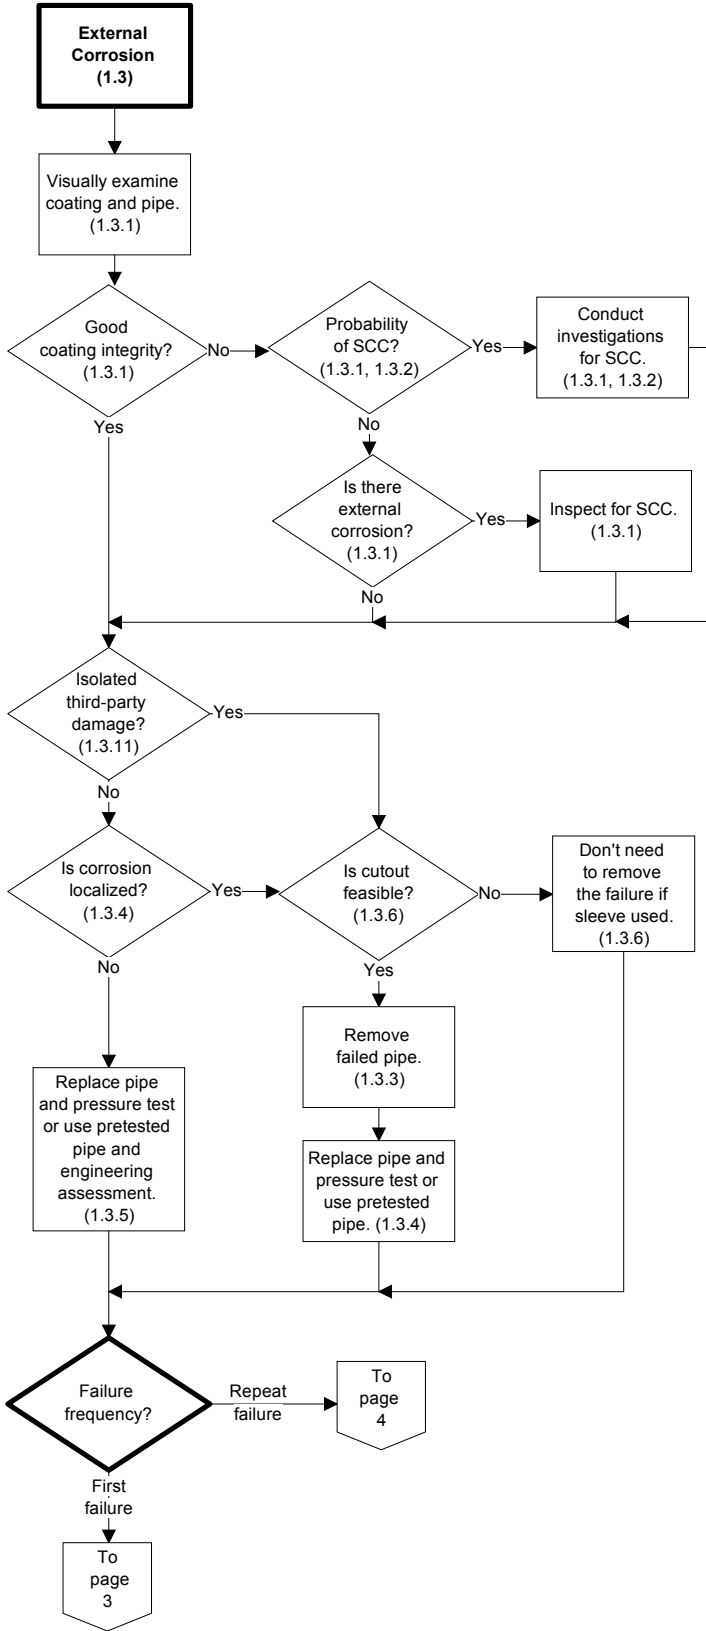 External
Corrosion
(1.3)
Visually examine
coating and pipe.
(1.3.1)
Good
coating integrity?
(1.3.1)
No
Yes
Probability
of SCC?
(1.3.1, 1.3.2)
Yes
No
Conduct
investigations
for SCC.
(1.3.1, 1.3.2)
Is there
external
corrosion?
(1.3.1)
Yes
No
Inspect for SCC.
(1.3.1)
Isolated
third-party
damage?
(1.3.11)
Yes
No
Is corrosion
localized?
(1.3.4)
Yes
No
Is cutout
feasible?
(1.3.6)
No
Yes
Don't need
to remove
the failure if
sleeve used.
(1.3.6)
Remove
failed pipe.
(1.3.3)
Replace pipe
and pressure test
or use pretested
pipe and
engineering
assessment.
(1.3.5)
Replace pipe and
pressure test or
use pretested
pipe. (1.3.4)
Failure
frequency?
Repeat
failure
To
page
4
First
failure
To
page
3